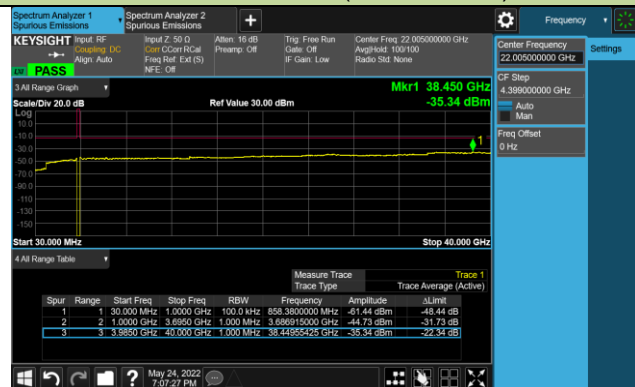 Spectrum Analyzer 1
Spurious Emissions
Spectrum Analyzer 2
Spurious Emissions
Frequency
KEYSIGHT
Input: RF
Coupling: DC
Align: Auto
Input Z: 50 Ω
Corr CCorr RCal
Freq Ref: Ext (S)
NFE: Off
Atten: 16 dB
Preamp: Off
Trig: Free Run
Gate: Off
IF Gain: Low
Center Freq: 22.005000000 GHz
Avg|Hold: 100/100
Radio Std: None
PASS
Center Frequency
22.005000000 GHz
Settings
CF Step
4.399000000 GHz
Auto
Man
Freq Offset
0 Hz
3 All Range Graph
Mkr1 38.450 GHz
-35.34 dBm
Scale/Div 20.0 dB
Ref Value 30.00 dBm
Log
10.0
-10.0
-30.0
-50.0
-70.0
-90.0
-110
-130
-150
1
Start 30.000 MHz
Stop 40.000 GHz
4 All Range Table
Measure Trace Trace 1
Trace Type Trace Average (Active)
Spur Range Start Freq Stop Freq RBW Frequency Amplitude ΔLimit
1 1 30.000 MHz 1.0000 GHz 100.0 kHz 858.3800000 MHz -61.44 dBm -48.44 dB
2 2 1.0000 GHz 3.6950 GHz 1.000 MHz 3.686915000 GHz -44.73 dBm -31.73 dB
3 3 3.9850 GHz 40.000 GHz 1.000 MHz 38.44955425 GHz -35.34 dBm -22.34 dB
May 24, 2022
7:07:27 PM